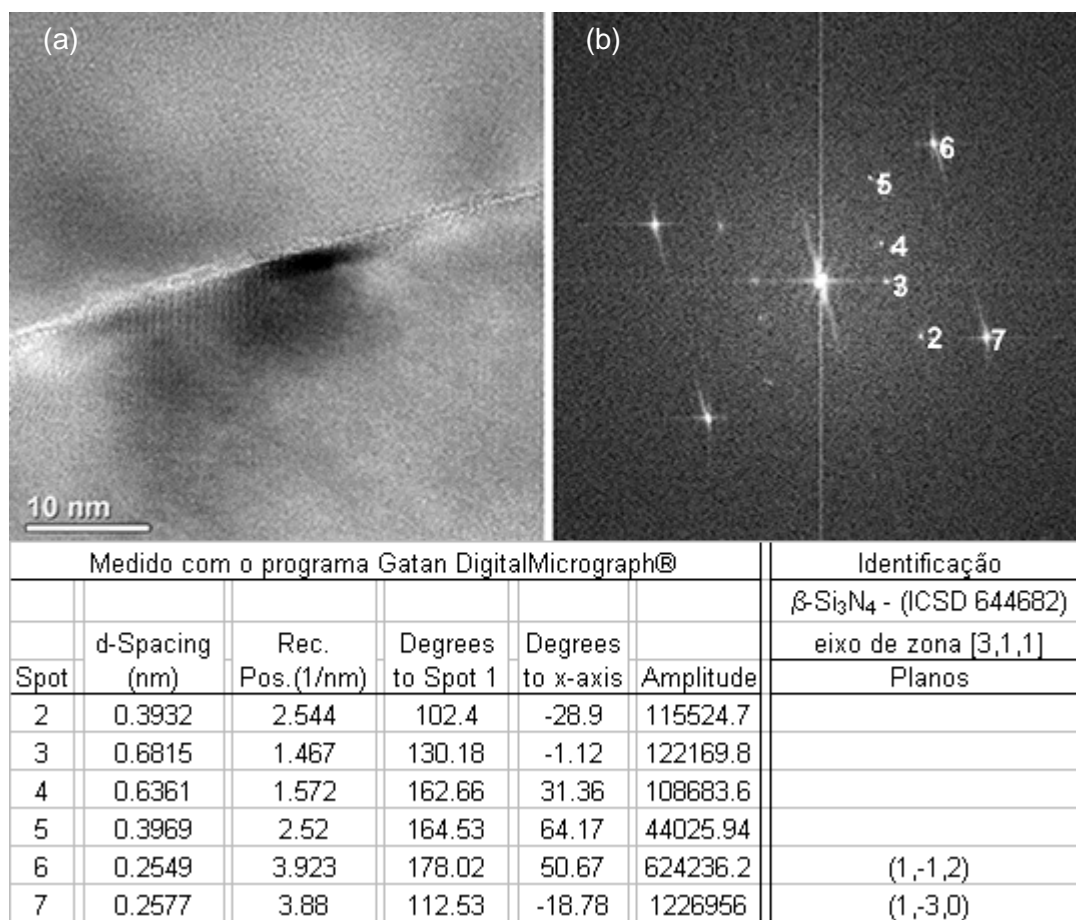 (a)
(b)
6
5
4
3
2
7
10 nm
Medido com o programa Gatan DigitalMicrograph® Identificação
β-Si₃N₄ - (ICSD 644682)
d-Spacing Rec. Degrees Degrees eixo de zona [3,1,1]
Spot (nm) Pos.(1/nm) to Spot 1 to x-axis Amplitude Planos
2 0.3932 2.544 102.4 -28.9 115524.7
3 0.6815 1.467 130.18 -1.12 122169.8
4 0.6361 1.572 162.66 31.36 108683.6
5 0.3969 2.52 164.53 64.17 44025.94
6 0.2549 3.923 178.02 50.67 624236.2 (1,-1,2)
7 0.2577 3.88 112.53 -18.78 1226956 (1,-3,0)